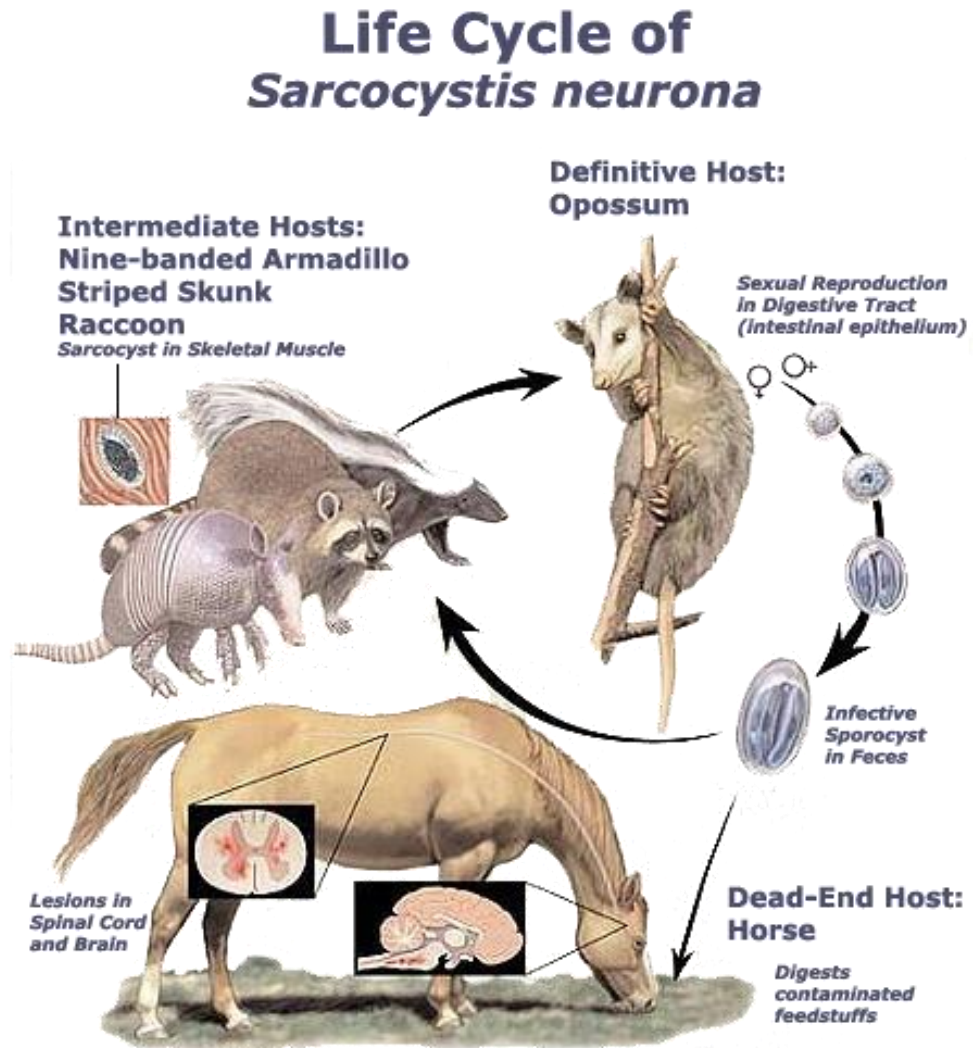 Life Cycle of
Sarcocystis neurona
Definitive Host:
Opossum
Intermediate Hosts:
Nine-banded Armadillo
Striped Skunk
Raccoon
Sarcocyst in Skeletal Muscle
Sexual Reproduction
in Digestive Tract
(intestinal epithelium)
Infective
Sporocyst
in Feces
Lesions in
Spinal Cord
and Brain
Dead-End Host:
Horse
Digests
contaminated
feedstuffs